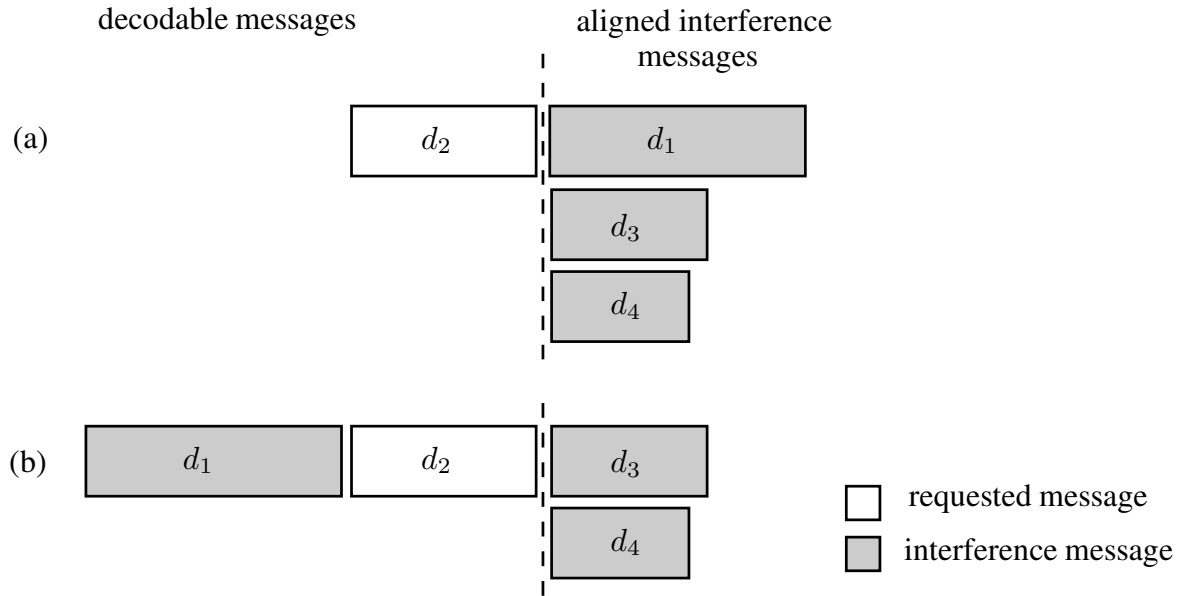 decodable messages
aligned interference
messages
(a)
d₂
d₁
d₃
d₄
(b)
d₁
d₂
d₃
d₄
requested message
interference message